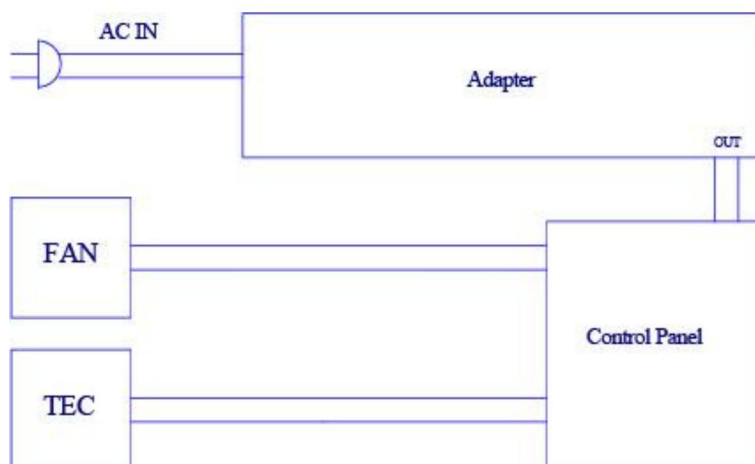 AC IN
Adapter
OUT
FAN
Control Panel
TEC